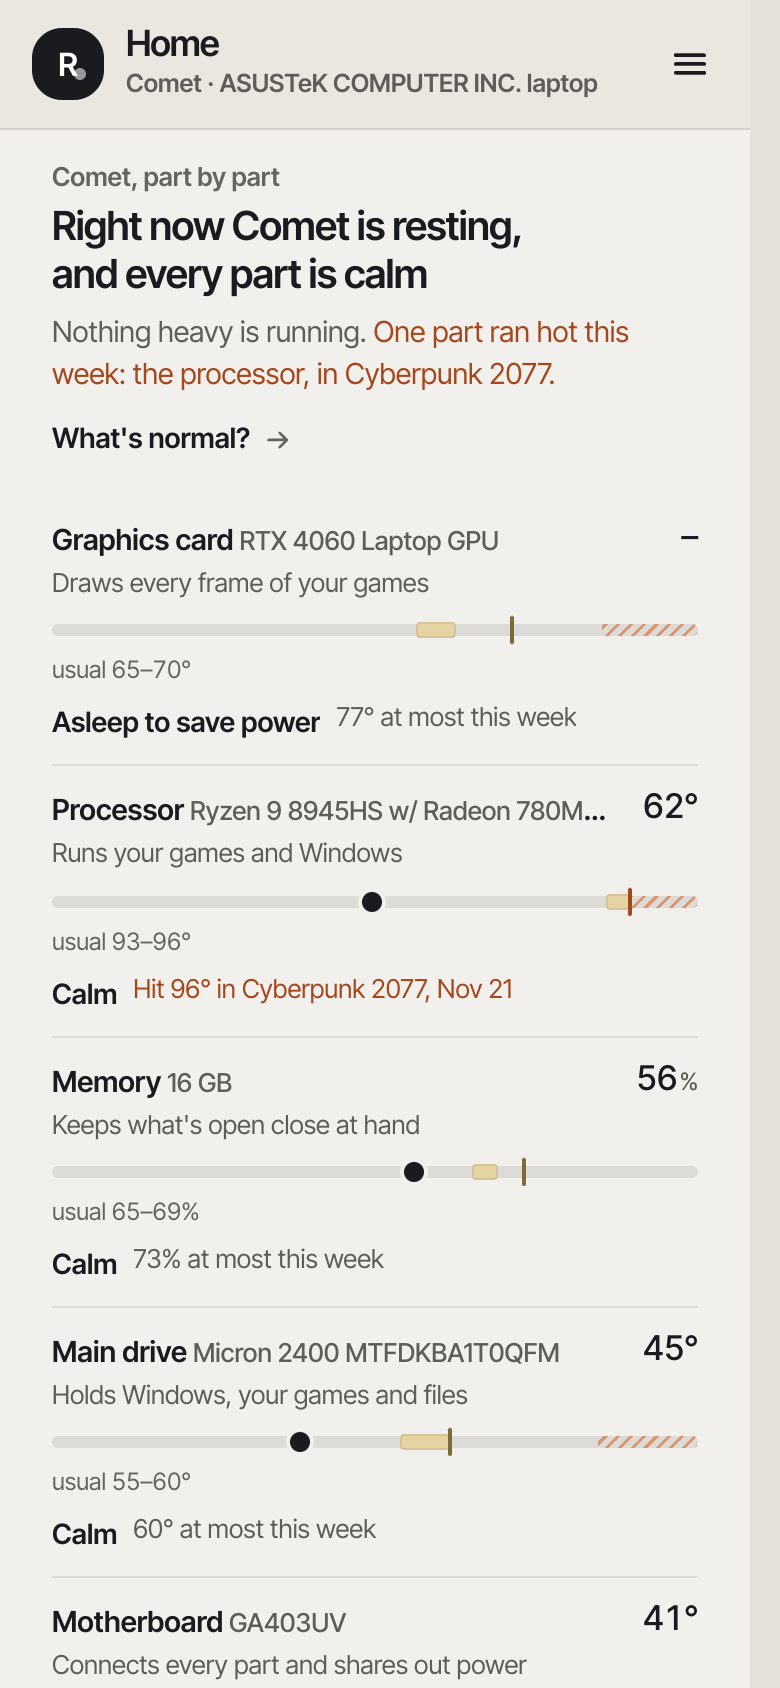 R
Home
Comet · ASUSTeK COMPUTER INC. laptop
Comet, part by part
Right now Comet is resting,
and every part is calm
Nothing heavy is running. One part ran hot this
week: the processor, in Cyberpunk 2077.
What's normal? →
Graphics card RTX 4060 Laptop GPU –
Draws every frame of your games
usual 65–70°
Asleep to save power 77° at most this week
Processor Ryzen 9 8945HS w/ Radeon 780M... 62°
Runs your games and Windows
usual 93–96°
Calm Hit 96° in Cyberpunk 2077, Nov 21
Memory 16 GB 56%
Keeps what's open close at hand
usual 65–69%
Calm 73% at most this week
Main drive Micron 2400 MTFDKBA1T0QFM 45°
Holds Windows, your games and files
usual 55–60°
Calm 60° at most this week
Motherboard GA403UV 41°
Connects every part and shares out power